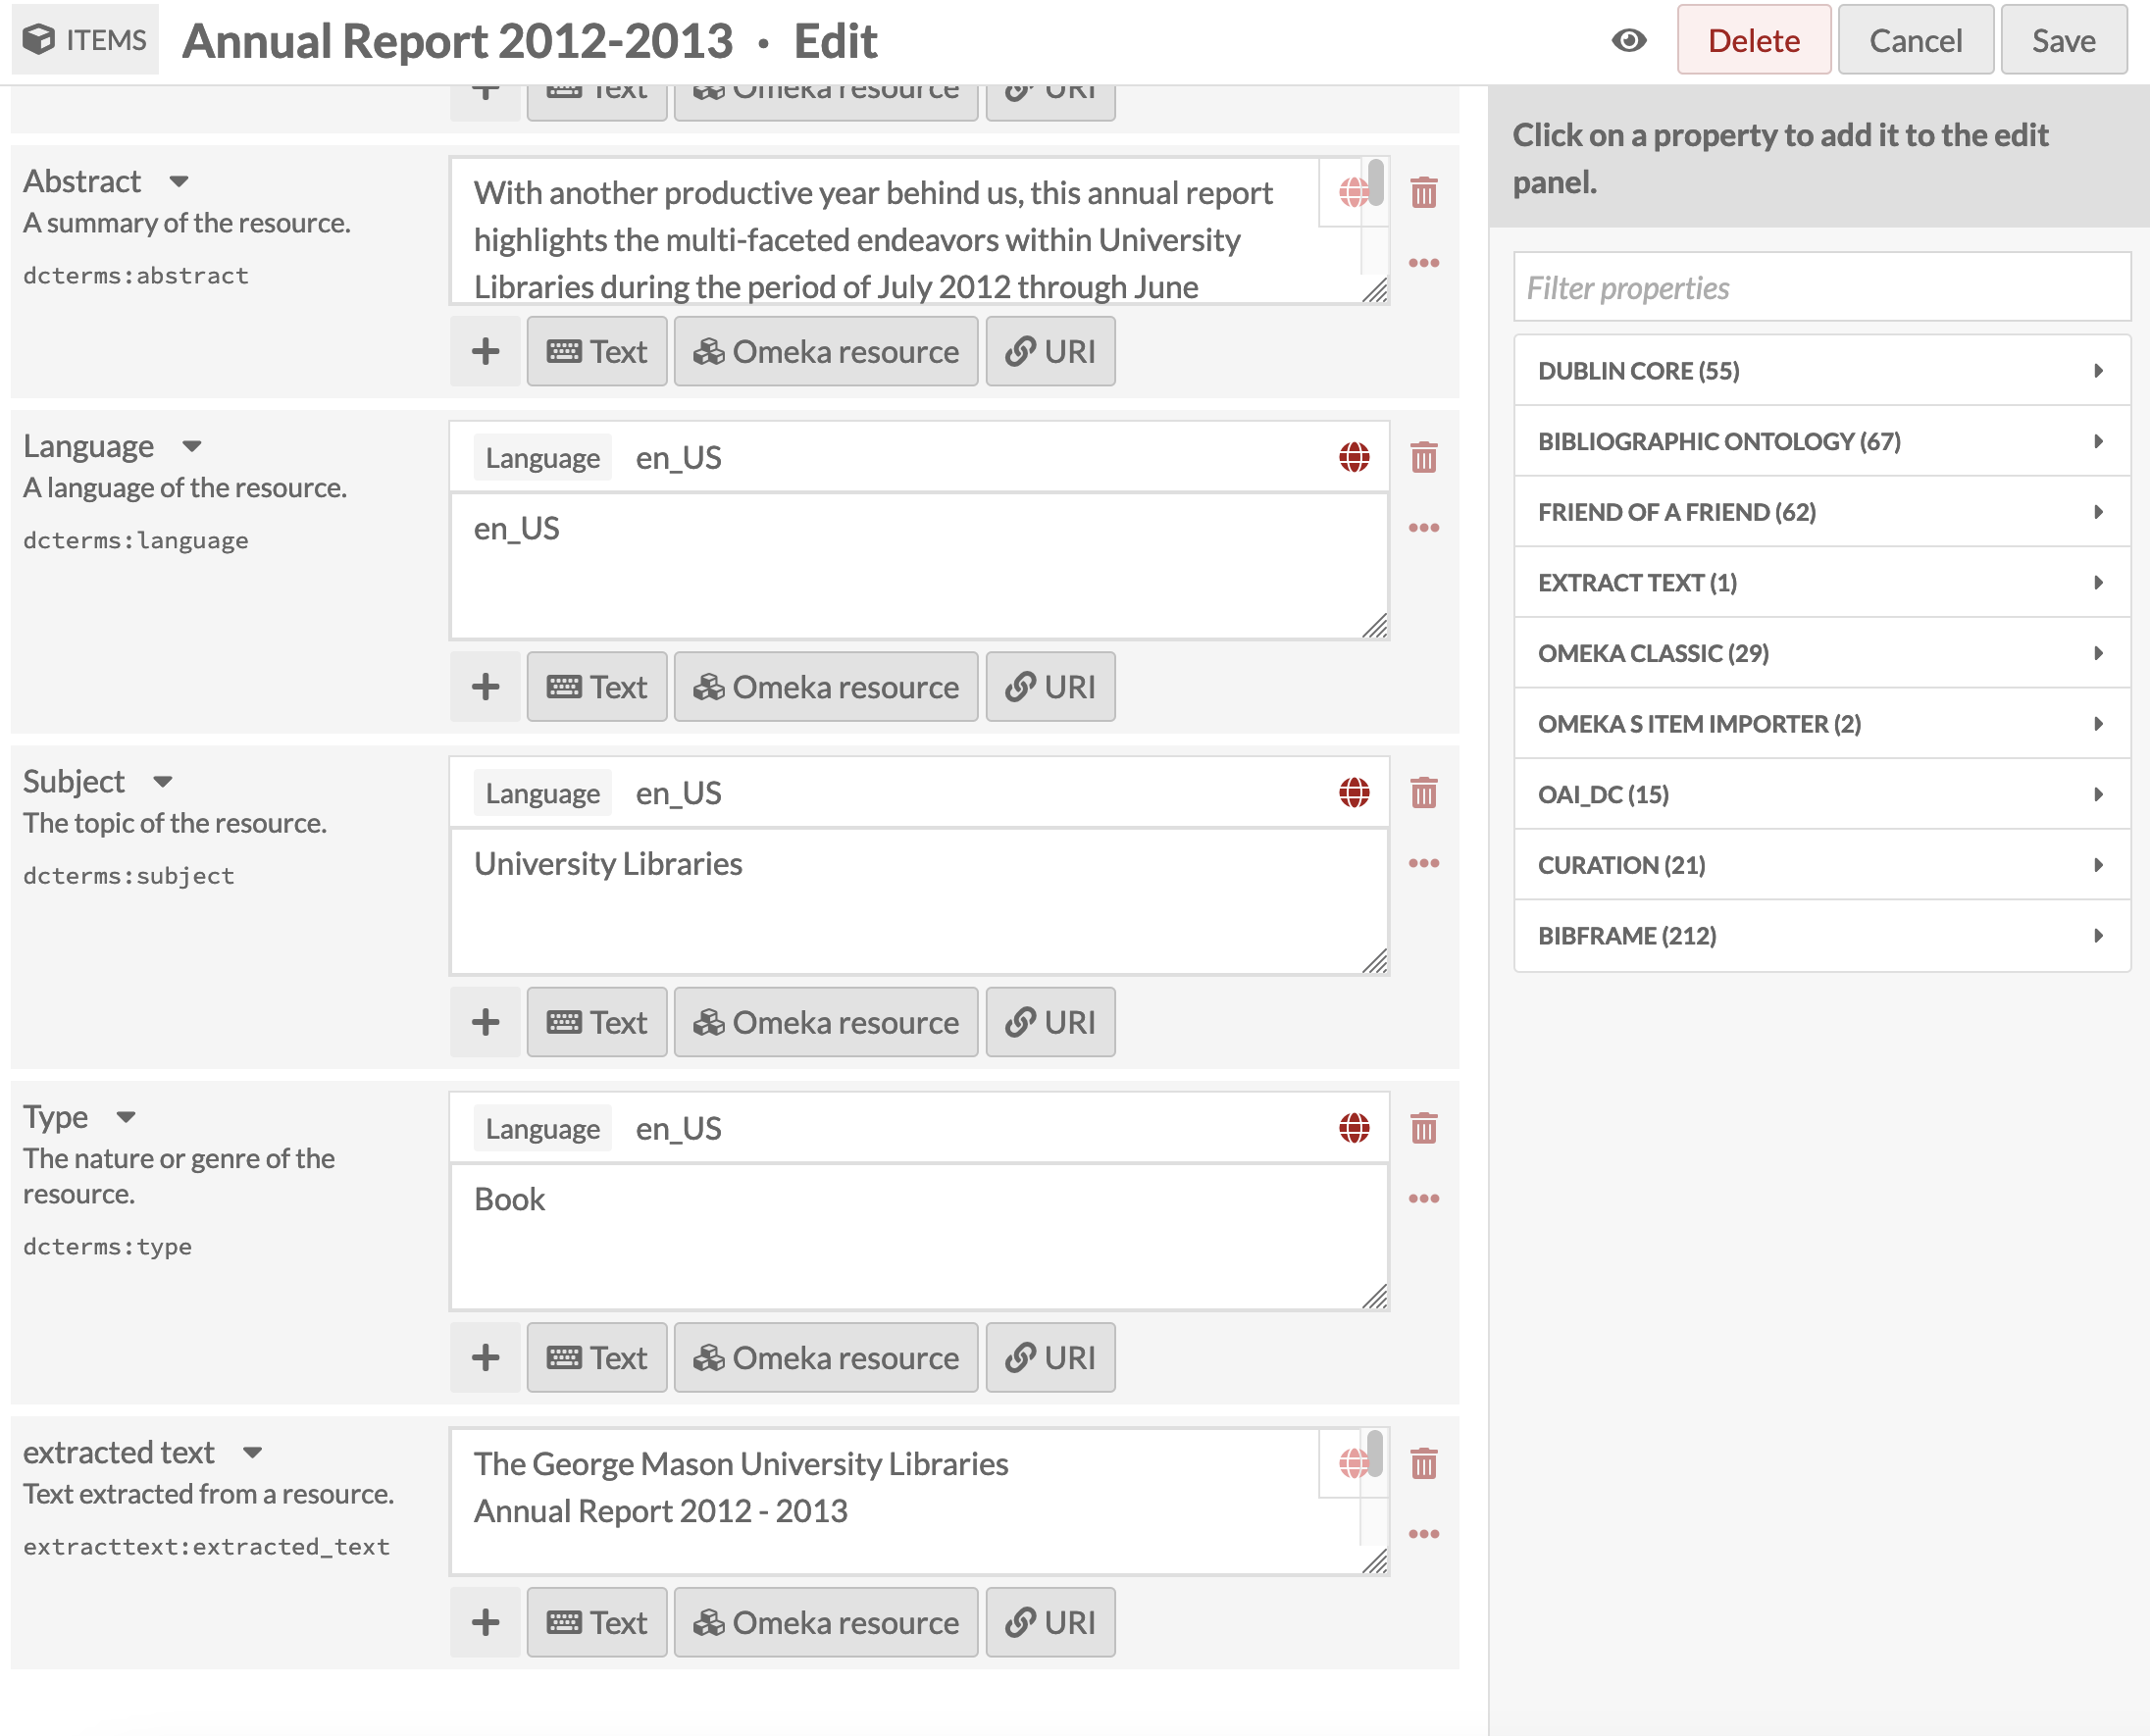 ITEMS Annual Report 2012-2013 · Edit Delete Cancel Save
+ Text Omeka resource URI
Abstract
A summary of the resource.
dcterms:abstract
With another productive year behind us, this annual report
highlights the multi-faceted endeavors within University
Libraries during the period of July 2012 through June
+ Text Omeka resource URI
Language
A language of the resource.
dcterms:language
Language en_US
en_US
+ Text Omeka resource URI
Subject
The topic of the resource.
dcterms:subject
Language en_US
University Libraries
+ Text Omeka resource URI
Type
The nature or genre of the
resource.
dcterms:type
Language en_US
Book
+ Text Omeka resource URI
extracted text
Text extracted from a resource.
extracttext:extracted_text
The George Mason University Libraries
Annual Report 2012 - 2013
+ Text Omeka resource URI
Click on a property to add it to the edit
panel.
Filter properties
DUBLIN CORE (55)
BIBLIOGRAPHIC ONTOLOGY (67)
FRIEND OF A FRIEND (62)
EXTRACT TEXT (1)
OMEKA CLASSIC (29)
OMEKA S ITEM IMPORTER (2)
OAI_DC (15)
CURATION (21)
BIBFRAME (212)